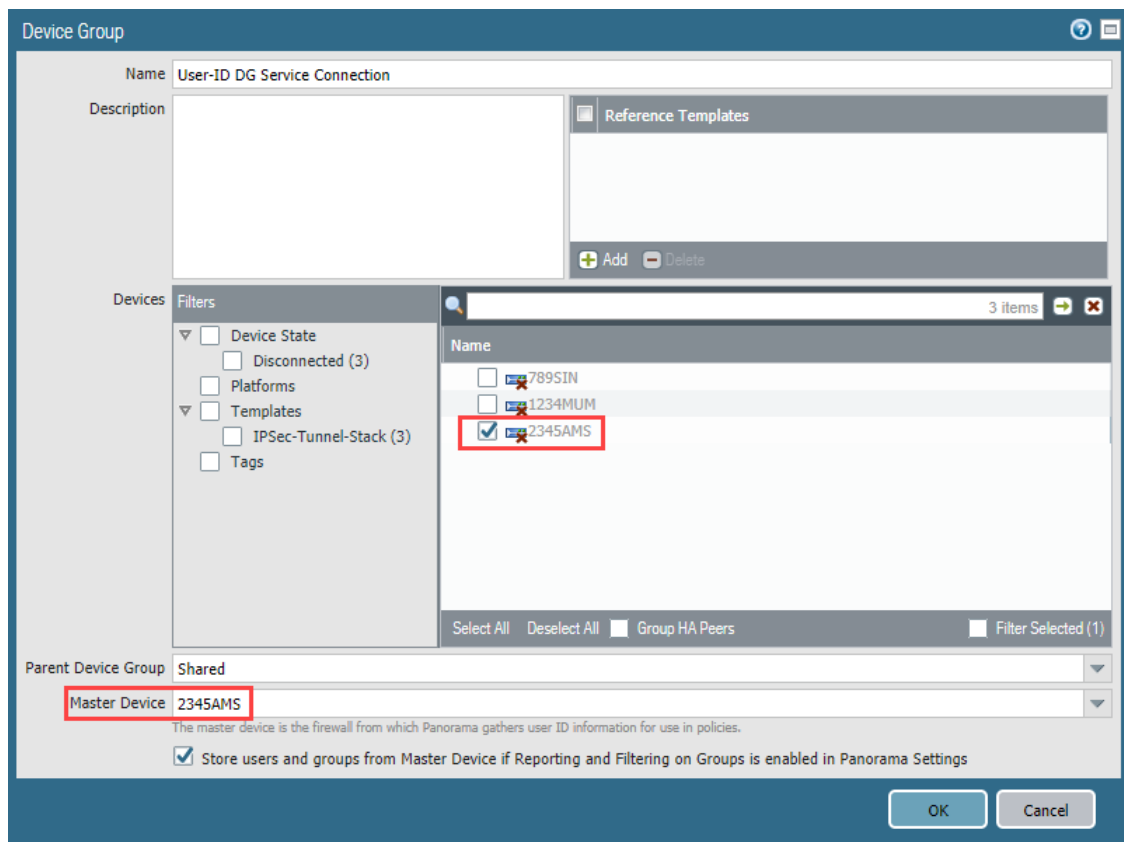 Device Group
Name User-ID DG Service Connection
Description
Reference Templates
Add Delete
Devices Filters
3 items
Device State
Disconnected (3)
Platforms
Templates
IPSec-Tunnel-Stack (3)
Tags
Name
789SIN
1234MUM
2345AMS
Select All Deselect All Group HA Peers Filter Selected (1)
Parent Device Group Shared
Master Device 2345AMS
The master device is the firewall from which Panorama gathers user ID information for use in policies.
Store users and groups from Master Device if Reporting and Filtering on Groups is enabled in Panorama Settings
OK Cancel